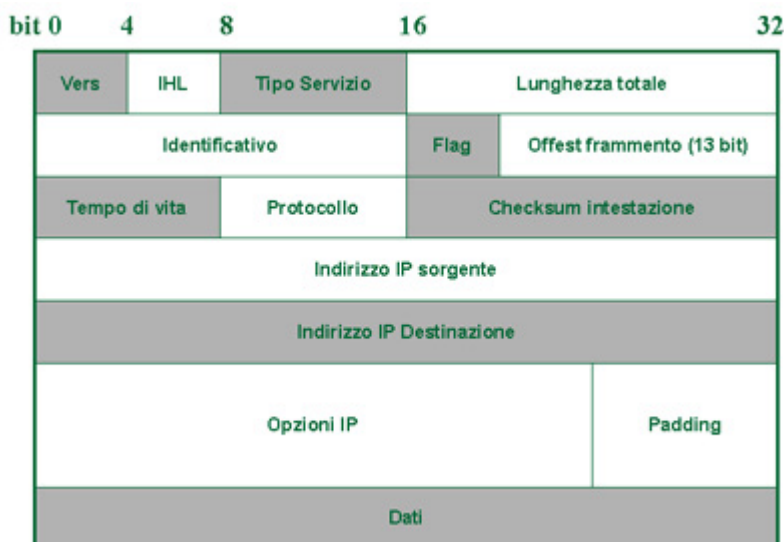 bit 0 4 8 16 32
Vers IHL Tipo Servizio Lunghezza totale
Identificativo Flag Offest frammento (13 bit)
Tempo di vita Protocollo Checksum intestazione
Indirizzo IP sorgente
Indirizzo IP Destinazione
Opzioni IP Padding
Dati